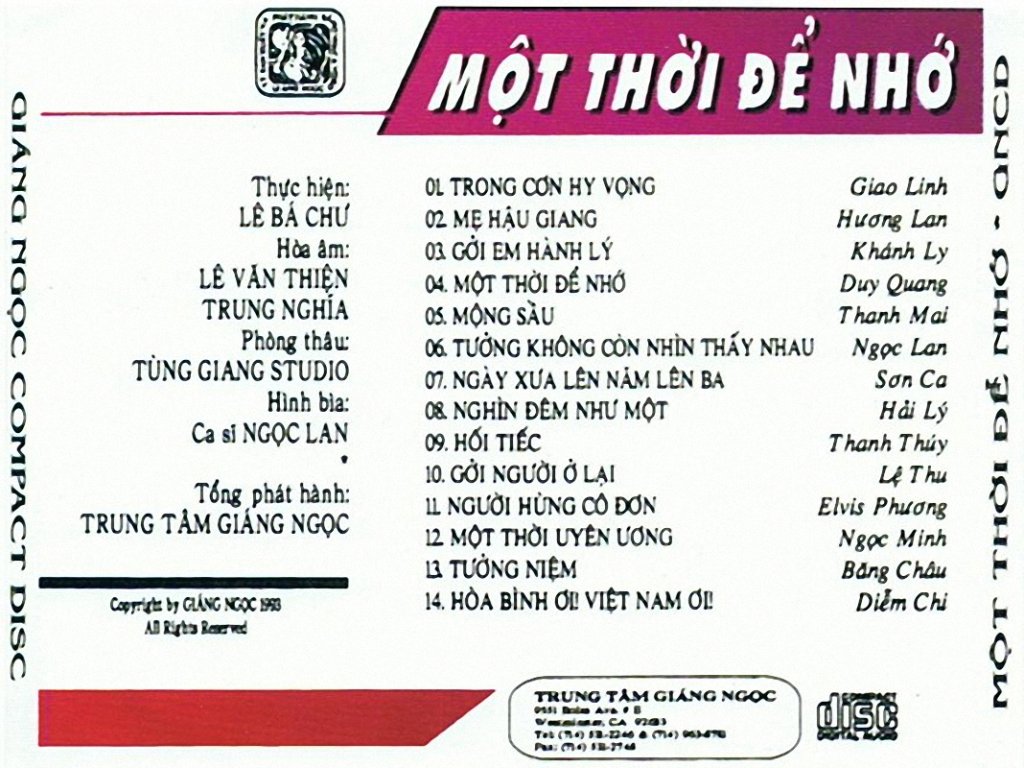 MỘT THỜI ĐỂ NHỚ
Thực hiện:
LÊ BÁ CHƯ
Hòa âm:
LÊ VĂN THIỆN
TRUNG NGHĨA
Phòng thâu:
TÙNG GIANG STUDIO
Hình bìa:
Ca sĩ NGỌC LAN
Tổng phát hành:
TRUNG TÂM GIÁNG NGỌC
Copyright by GIÁNG NGỌC 1993
All Rights Reserved
01. TRONG CƠN HY VỌNG Giao Linh
02. MẸ HẬU GIANG Hương Lan
03. GỞI EM HÀNH LÝ Khánh Ly
04. MỘT THỜI ĐỂ NHỚ Duy Quang
05. MỘNG SẦU Thanh Mai
06. TƯỞNG KHÔNG CÒN NHÌN THẤY NHAU Ngọc Lan
07. NGÀY XƯA LÊN NĂM LÊN BA Sơn Ca
08. NGHÌN ĐÊM NHƯ MỘT Hải Lý
09. HỐI TIẾC Thanh Thúy
10. GỞI NGƯỜI Ở LẠI Lệ Thu
11. NGƯỜI HÙNG CÔ ĐƠN Elvis Phương
12. MỘT THỜI UYÊN ƯƠNG Ngọc Minh
13. TƯỞNG NIỆM Băng Châu
14. HÒA BÌNH ƠI! VIỆT NAM ƠI! Diễm Chi
TRUNG TÂM GIÁNG NGỌC
Westminster, CA
COMPACT
disc
DIGITAL AUDIO
GIÁNG NGỌC COMPACT DISC
MỘT THỜI ĐỂ NHỚ - GNCD